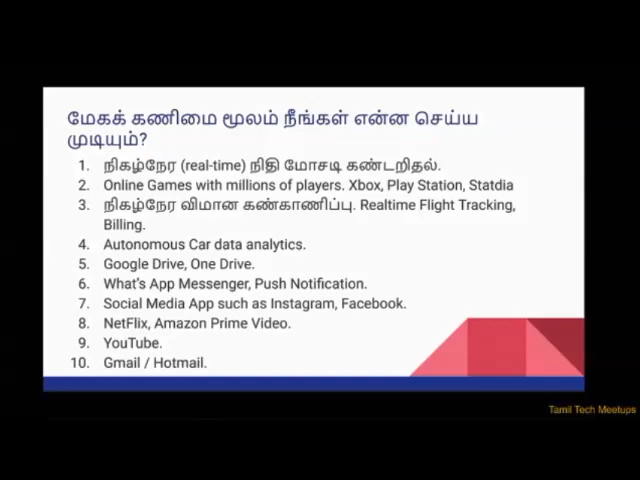 மேகக் கணிமை மூலம் நீங்கள் என்ன செய்ய
முடியும்?
1. நிகழ்நேர (real-time) நிதி மோசடி கண்டறிதல்.
2. Online Games with millions of players. Xbox, Play Station, Statdia
3. நிகழ்நேர விமான கண்காணிப்பு. Realtime Flight Tracking,
Billing.
4. Autonomous Car data analytics.
5. Google Drive, One Drive.
6. What's App Messenger, Push Notification.
7. Social Media App such as Instagram, Facebook.
8. NetFlix, Amazon Prime Video.
9. YouTube.
10. Gmail / Hotmail.
Tamil Tech Meetups